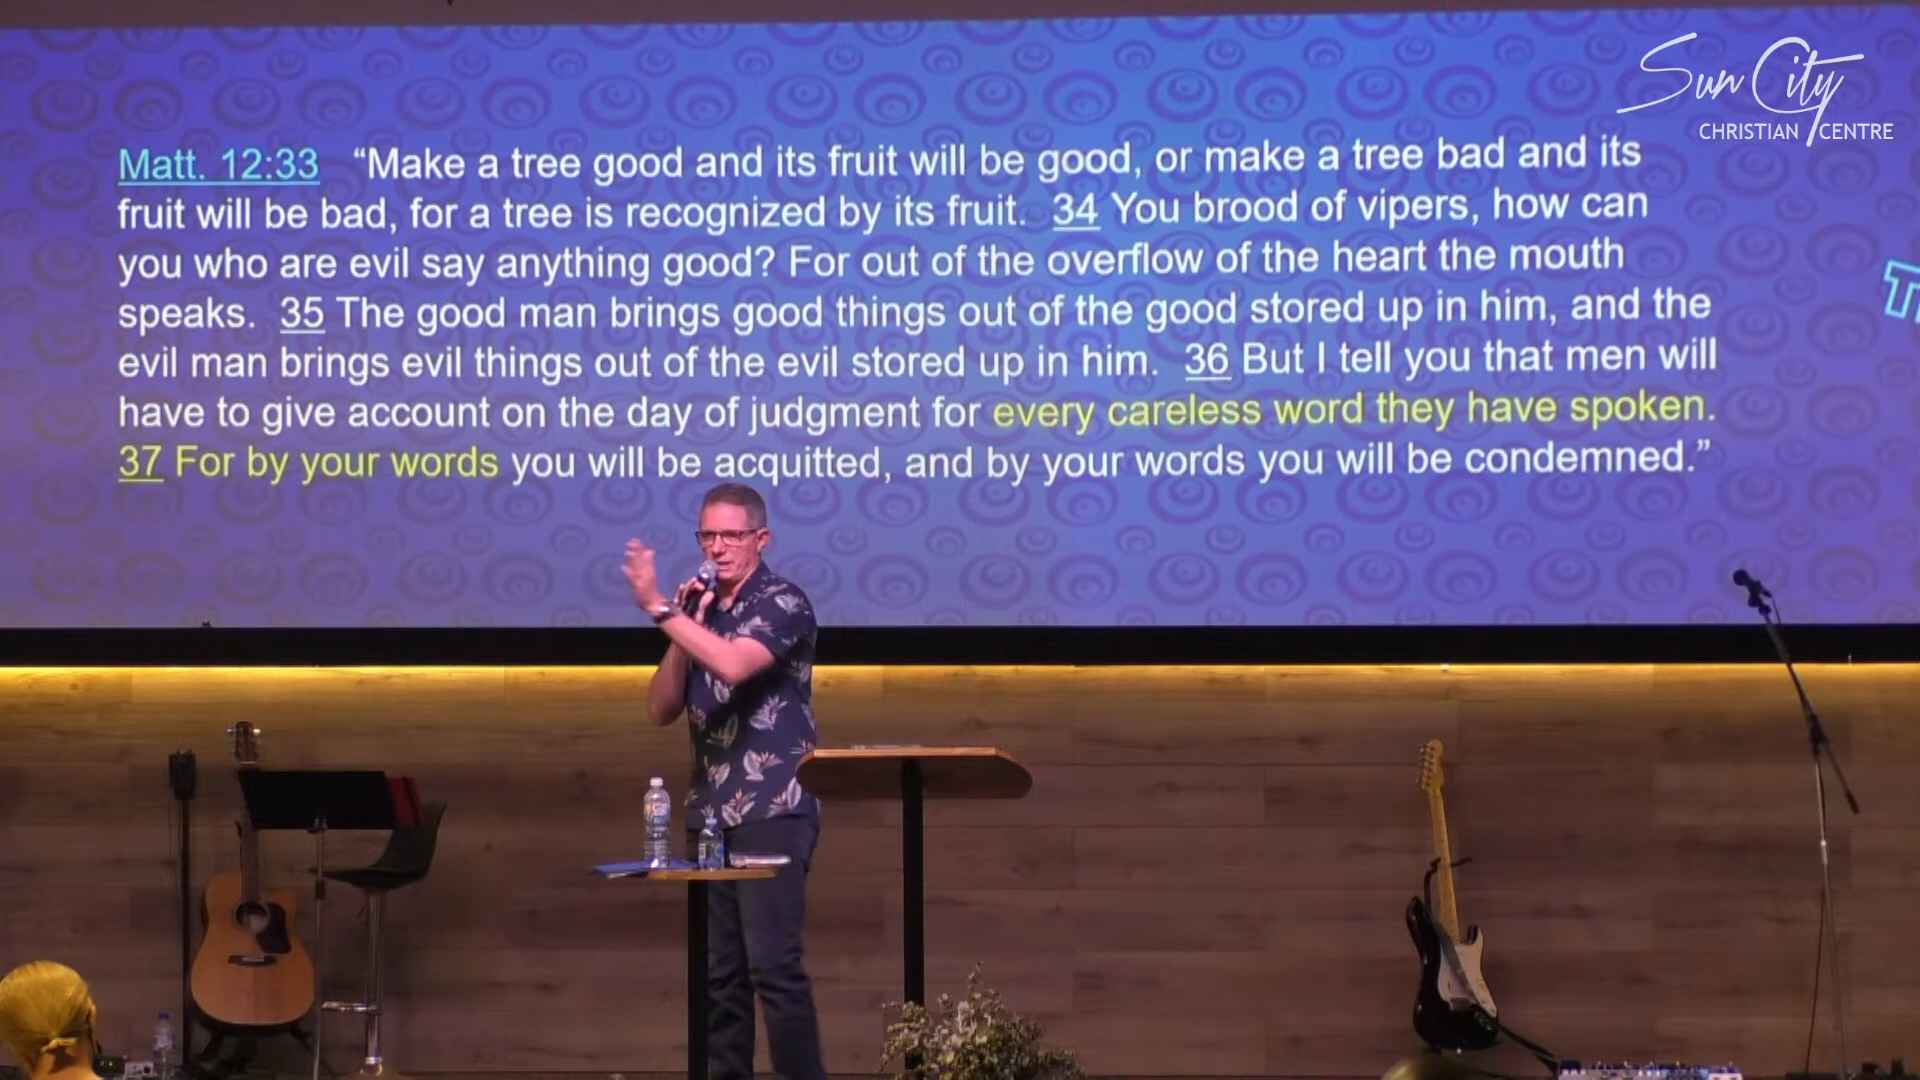 Sun City
CHRISTIAN CENTRE
Matt. 12:33 “Make a tree good and its fruit will be good, or make a tree bad and its
fruit will be bad, for a tree is recognized by its fruit. 34 You brood of vipers, how can
you who are evil say anything good? For out of the overflow of the heart the mouth
speaks. 35 The good man brings good things out of the good stored up in him, and the
evil man brings evil things out of the evil stored up in him. 36 But I tell you that men will
have to give account on the day of judgment for every careless word they have spoken.
37 For by your words you will be acquitted, and by your words you will be condemned.”